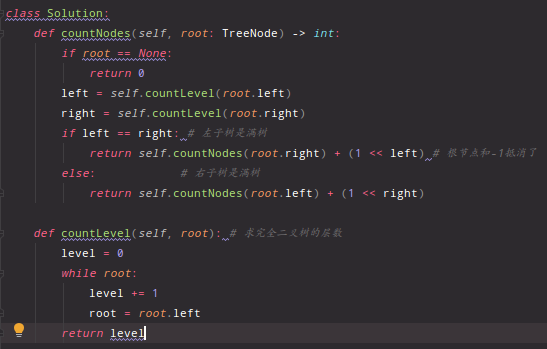 class Solution:
    def countNodes(self, root: TreeNode) -> int:
        if root == None:
            return 0
        left = self.countLevel(root.left)
        right = self.countLevel(root.right)
        if left == right: # 左子树是满树
            return self.countNodes(root.right) + (1 << left) # 根节点和-1抵消了
        else:            # 右子树是满树
            return self.countNodes(root.left) + (1 << right)
    def countLevel(self, root): # 求完全二叉树的层数
        level = 0
        while root:
            level += 1
            root = root.left
        return level